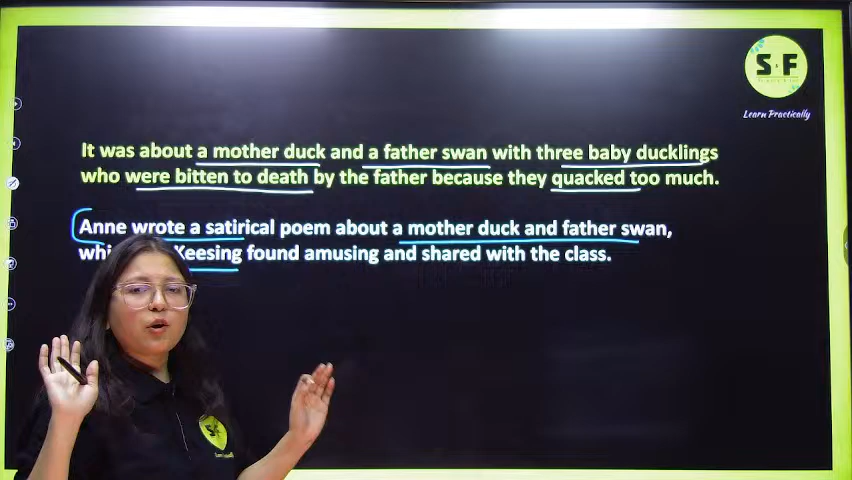 S F
Learn Practically
It was about a mother duck and a father swan with three baby ducklings
who were bitten to death by the father because they quacked too much.
Anne wrote a satirical poem about a mother duck and father swan,
whi Keesing found amusing and shared with the class.